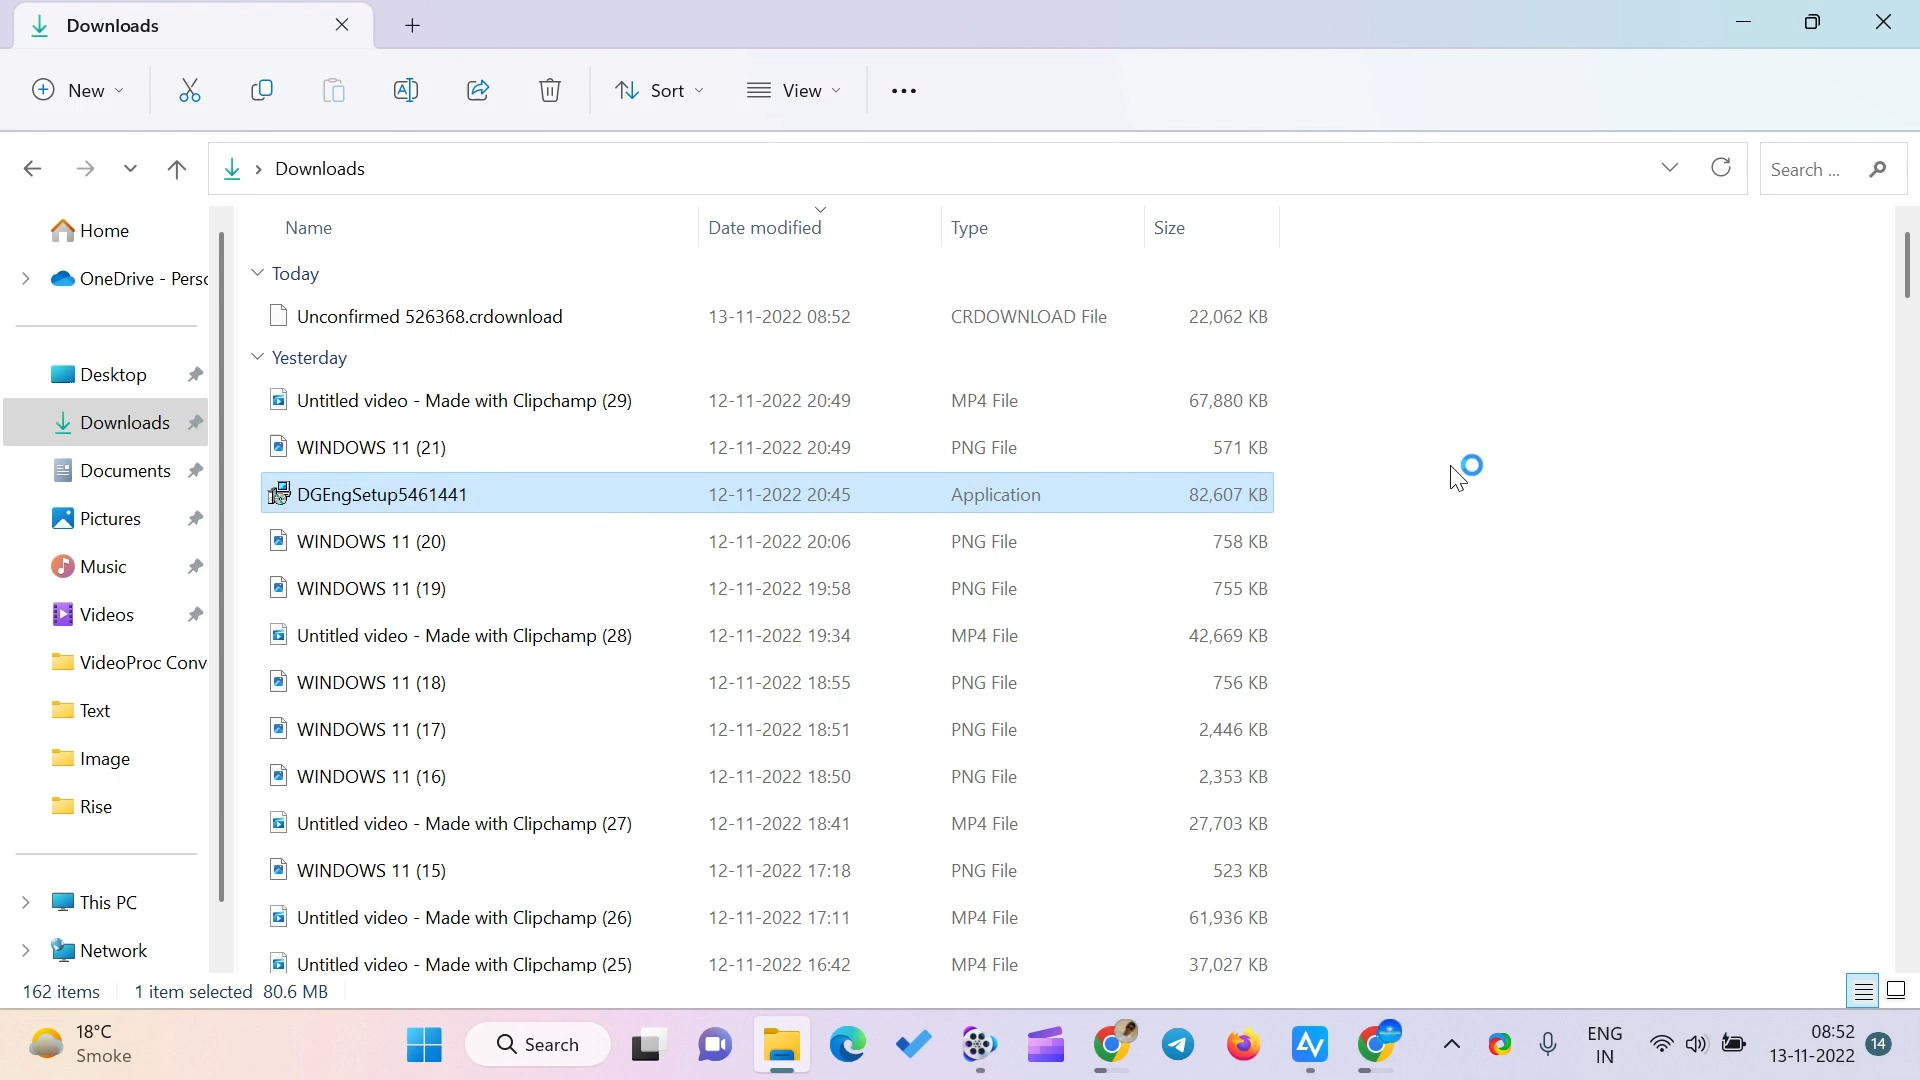 Downloads
New
Sort
View
Downloads
Search ...
Home
OneDrive - Perso
Desktop
Downloads
Documents
Pictures
Music
Videos
VideoProc Conv
Text
Image
Rise
This PC
Network
Name Date modified Type Size
Today
Unconfirmed 526368.crdownload 13-11-2022 08:52 CRDOWNLOAD File 22,062 KB
Yesterday
Untitled video - Made with Clipchamp (29) 12-11-2022 20:49 MP4 File 67,880 KB
WINDOWS 11 (21) 12-11-2022 20:49 PNG File 571 KB
DGEngSetup5461441 12-11-2022 20:45 Application 82,607 KB
WINDOWS 11 (20) 12-11-2022 20:06 PNG File 758 KB
WINDOWS 11 (19) 12-11-2022 19:58 PNG File 755 KB
Untitled video - Made with Clipchamp (28) 12-11-2022 19:34 MP4 File 42,669 KB
WINDOWS 11 (18) 12-11-2022 18:55 PNG File 756 KB
WINDOWS 11 (17) 12-11-2022 18:51 PNG File 2,446 KB
WINDOWS 11 (16) 12-11-2022 18:50 PNG File 2,353 KB
Untitled video - Made with Clipchamp (27) 12-11-2022 18:41 MP4 File 27,703 KB
WINDOWS 11 (15) 12-11-2022 17:18 PNG File 523 KB
Untitled video - Made with Clipchamp (26) 12-11-2022 17:11 MP4 File 61,936 KB
Untitled video - Made with Clipchamp (25) 12-11-2022 16:42 MP4 File 37,027 KB
162 items 1 item selected 80.6 MB
18°C
Smoke
Search
ENG
IN
08:52
13-11-2022
14